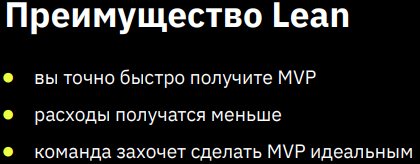 Преимущество Lean
вы точно быстро получите MVP
расходы получатся меньше
команда захочет сделать MVP идеальным